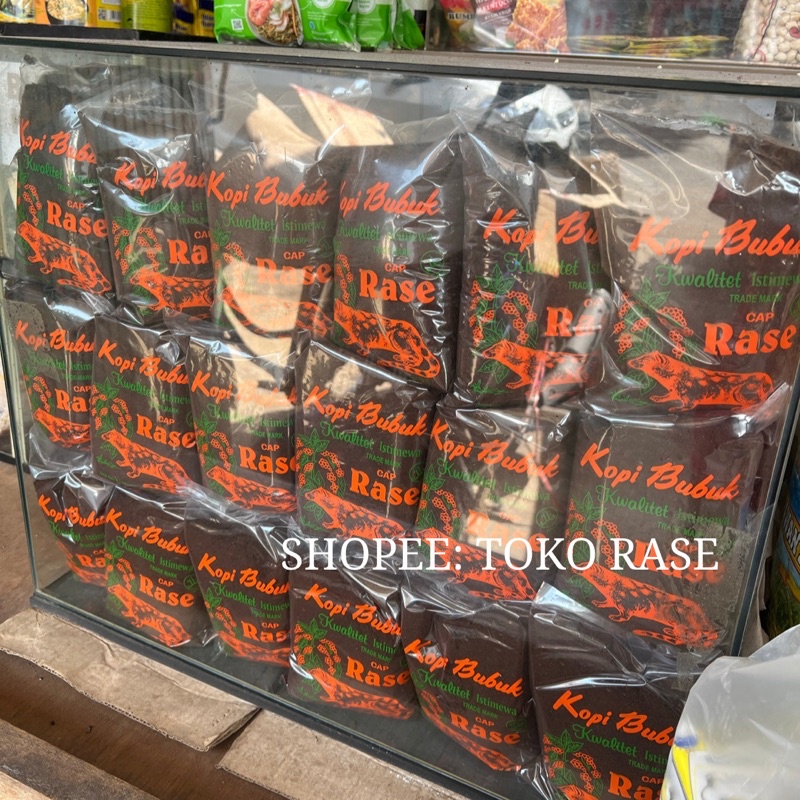 Kopi Bubuk
Kwalitet Istimewa
TRADE MARK
CAP
Rase
SHOPEE: TOKO RASE